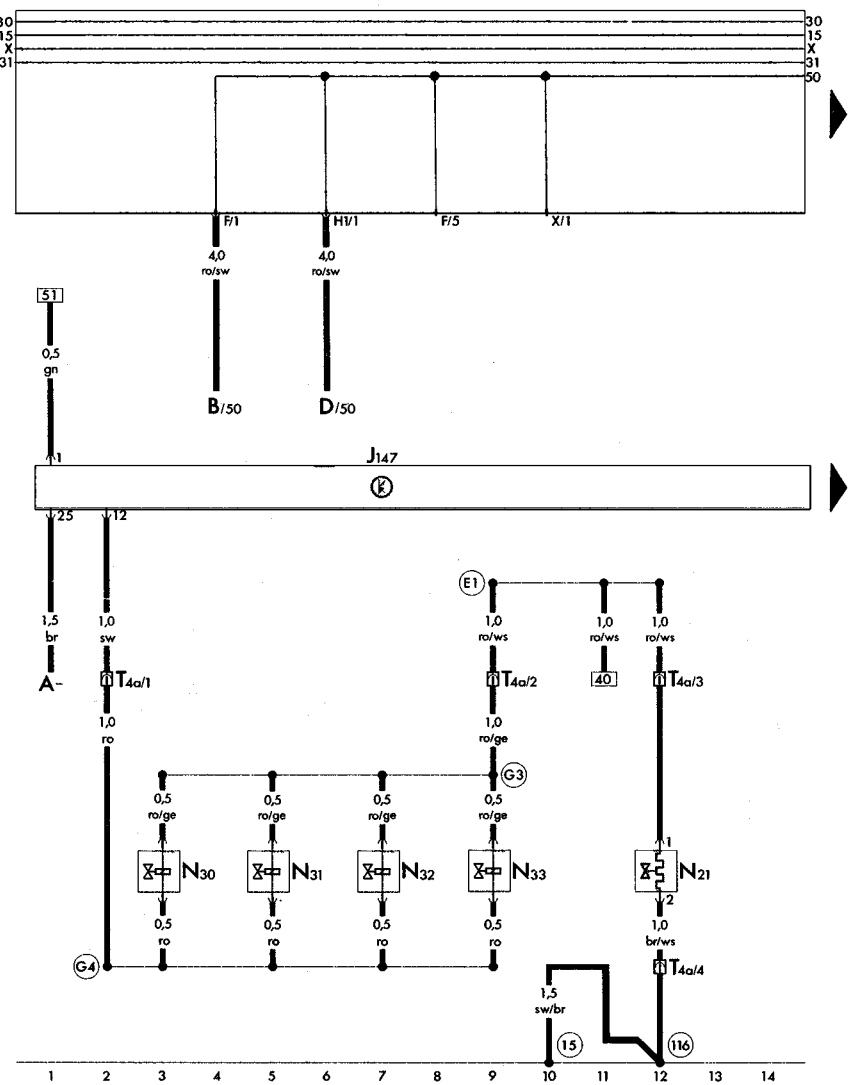 30 30
15 15
X X
31 31
50
F/1 H1/1 F/5 X/1
4,0 4,0
ro/sw ro/sw
51
0,5
gn
B/50 D/50
1 J147
25 12
E1
1,5 1,0 1,0 1,0 1,0
br sw ro/ws ro/ws ro/ws
A- T4a/1 T4a/2 40 T4a/3
1,0 1,0
ro ro/ge
G3
0,5 0,5 0,5 0,5
ro/ge ro/ge ro/ge ro/ge
1
N30 N31 N32 N33 N21
2
0,5 0,5 0,5 0,5 1,0
ro ro ro ro br/ws
G4 T4a/4
1,5
sw/br
15 116
1 2 3 4 5 6 7 8 9 10 11 12 13 14